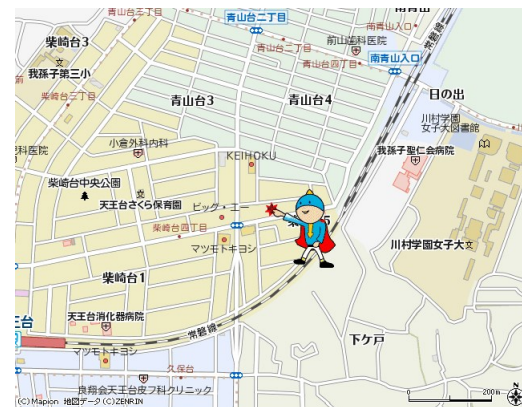 青山台二丁目
南青山
柴崎台3
前山歯科医院
南青山入口
常磐線
我孫子第三小
青山台四丁目
南青山入口
柴崎台三丁目
青山台3
青山台4
日の出
川村学園
女子大図書館
小倉外科内科
歯科医院
KEIHOKU
我孫子聖仁会病院
柴崎台中央公園
天王台さくら保育園
ビッグ・エー
柴崎台四丁目
マツモトキヨシ
川村学園女子大
柴崎台1
天王台消化器病院
常磐線
下ケ戸
王台
マツモトキヨシ
久保台
良翔会天王台皮フ科クリニック
(C)Mapion 地図データ(C)ZENRIN
0 200m